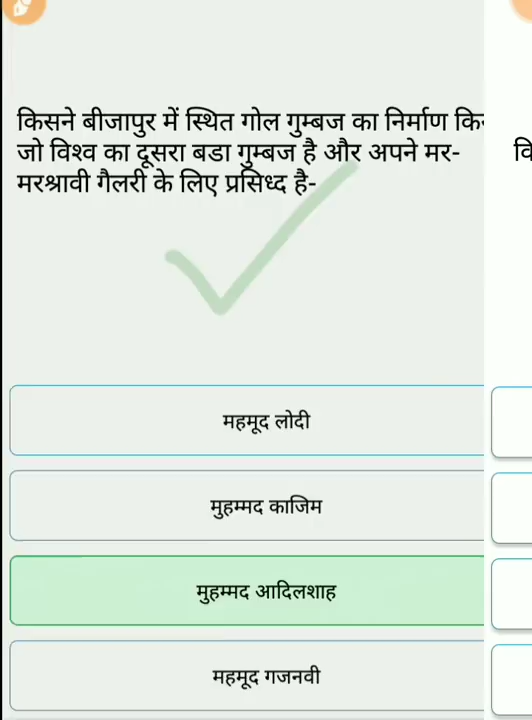 किसने बीजापुर में स्थित गोल गुम्बज का निर्माण
जो विश्व का दूसरा बडा गुम्बज है और अपने मर-
मरश्रावी गैलरी के लिए प्रसिध्द है-
महमूद लोदी
मुहम्मद काजिम
मुहम्मद आदिलशाह
महमूद गजनवी